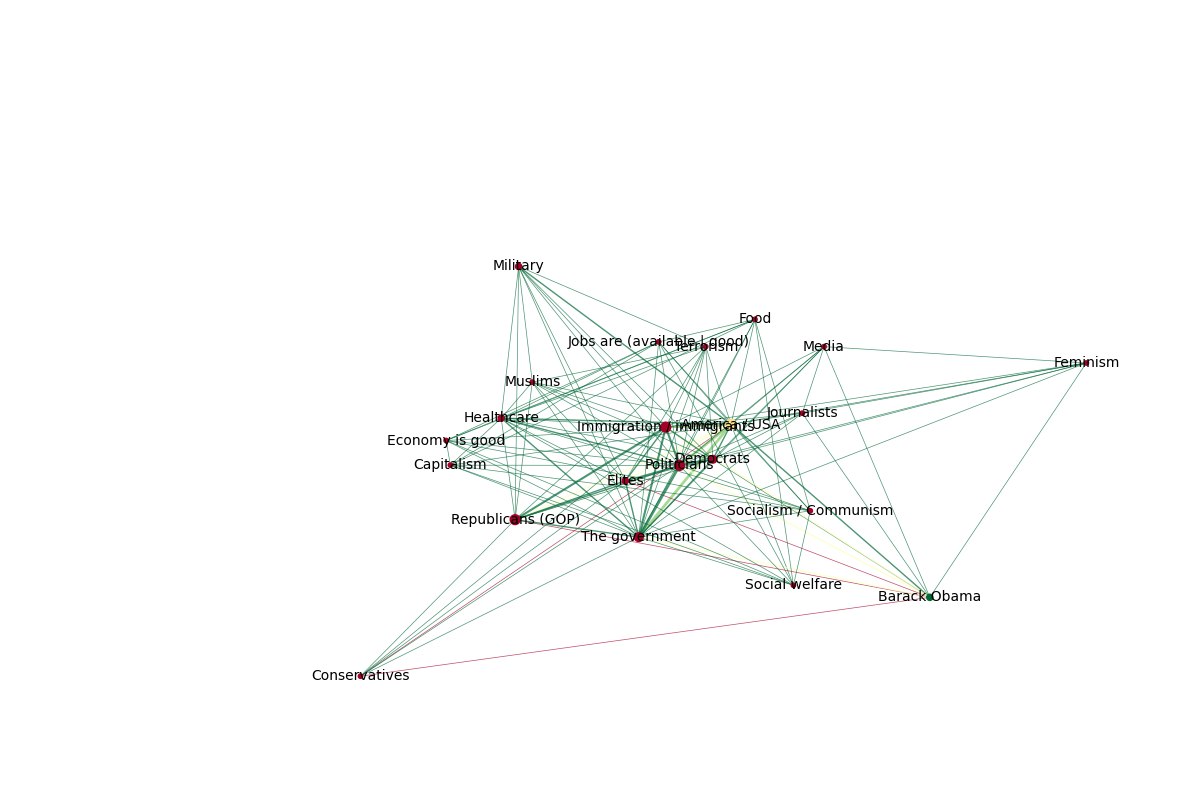 Military
Food
Jobs are (available | good)
Terrorism
Media
Feminism
Muslims
Journalists
Healthcare
America / USA
Immigration / Immigrants
Economy is good
Democrats
Capitalism
Politicians
Elites
Socialism / Communism
Republicans (GOP)
The government
Social welfare
Barack Obama
Conservatives